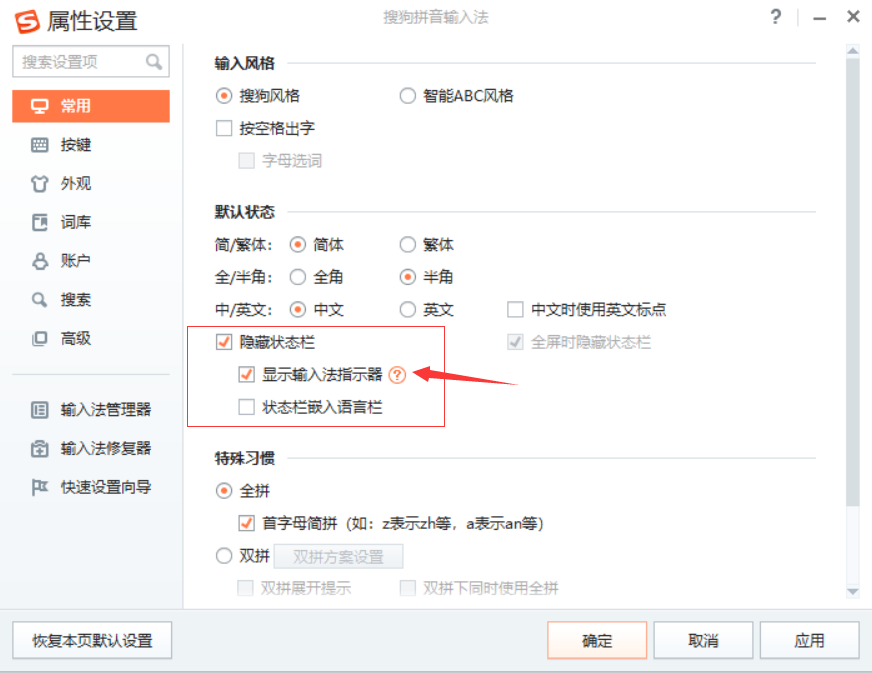 属性设置
搜狗拼音输入法
搜索设置项
常用
按键
外观
词库
账户
搜索
高级
输入法管理器
输入法修复器
快速设置向导
输入风格
搜狗风格 智能ABC风格
按空格出字
字母选词
默认状态
简/繁体: 简体 繁体
全/半角: 全角 半角
中/英文: 中文 英文 中文时使用英文标点
隐藏状态栏 全屏时隐藏状态栏
显示输入法指示器 ?
状态栏嵌入语言栏
特殊习惯
全拼
首字母简拼 (如: z表示zh等, a表示an等)
双拼 双拼方案设置
双拼展开提示 双拼下同时使用全拼
恢复本页默认设置 确定 取消 应用